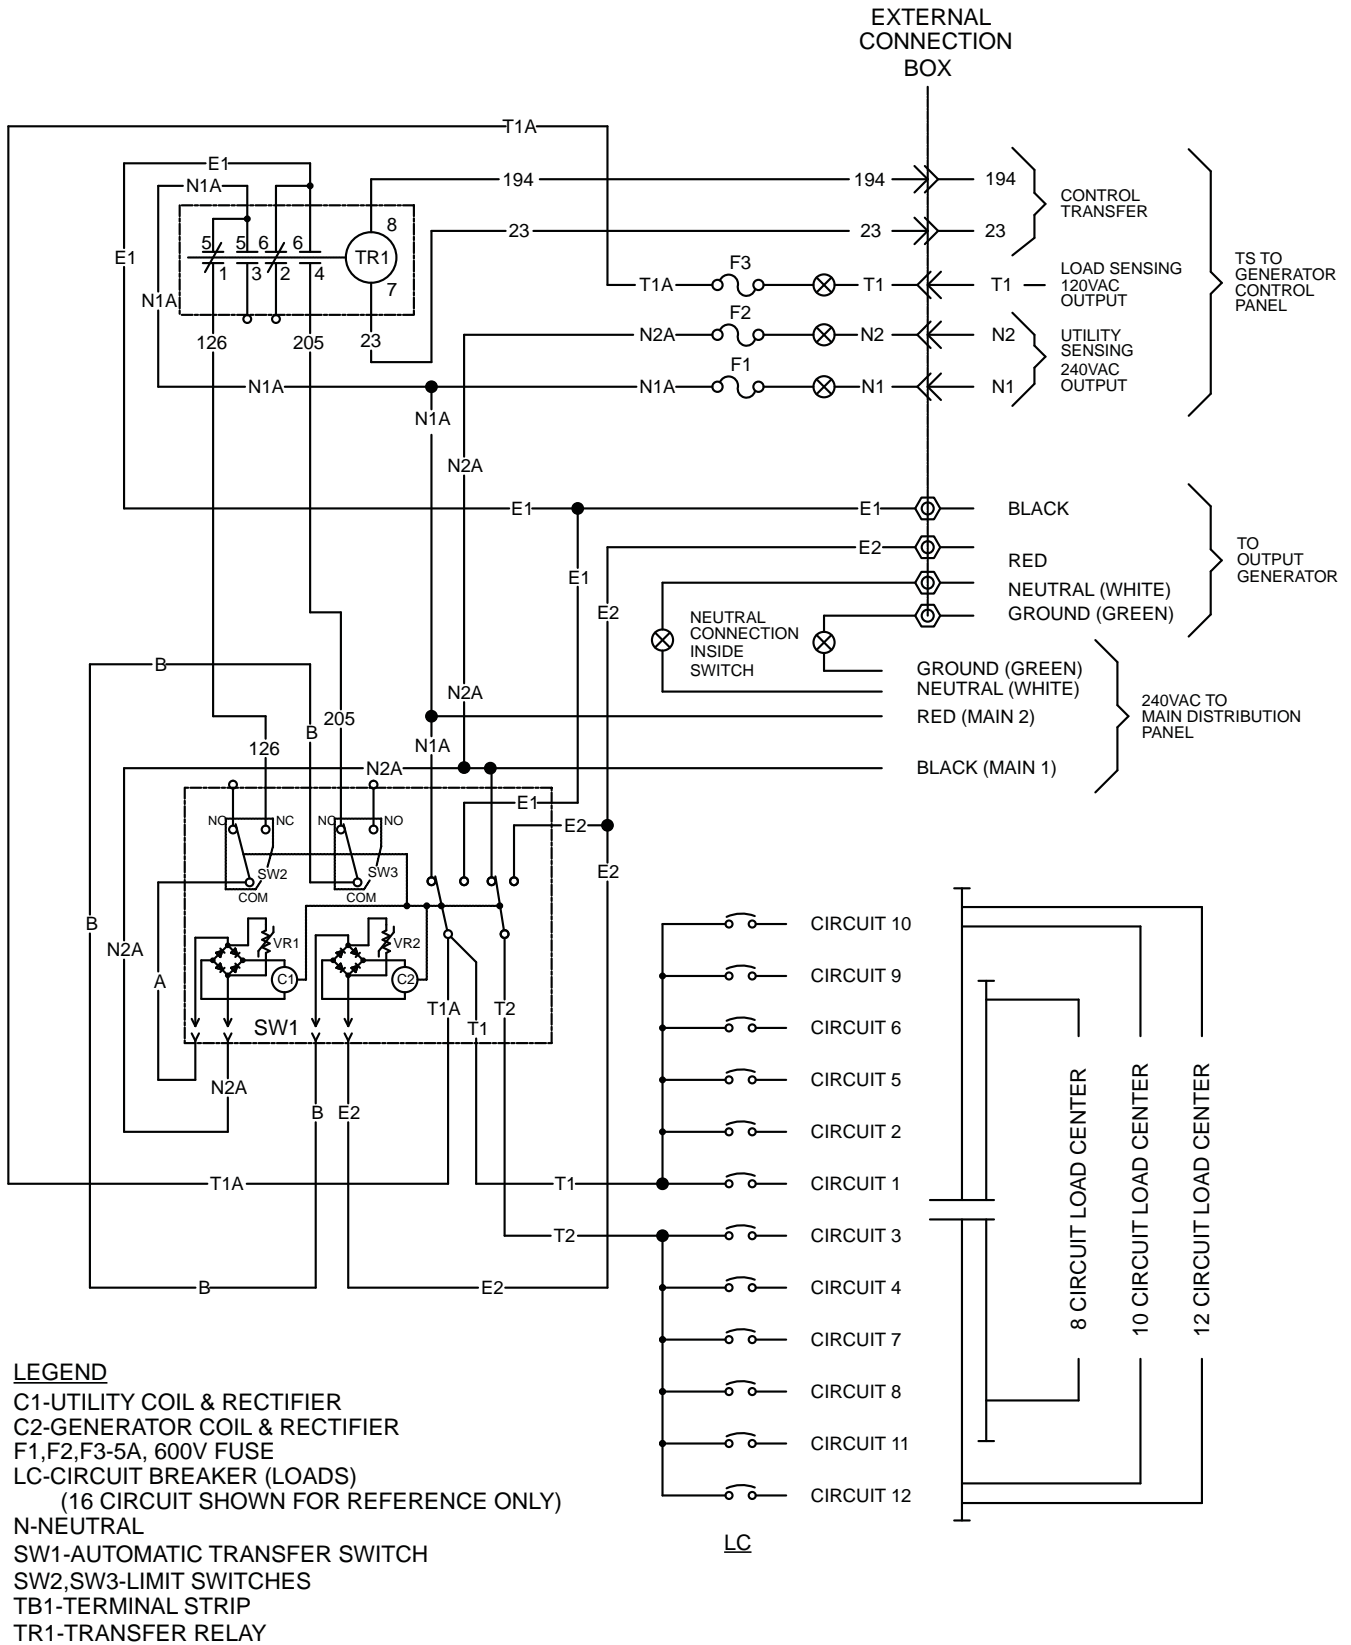 EXTERNAL
CONNECTION
BOX
T1A
E1
N1A
194
194
194
CONTROL
TRANSFER
8
5
5
6
6
TR1
23
23
23
E1
1
3
2
4
7
TS TO
GENERATOR
CONTROL
PANEL
N1A
T1A
F3
T1
T1
LOAD SENSING
120VAC
OUTPUT
126
205
23
N2A
F2
N2
N2
UTILITY
SENSING
240VAC
OUTPUT
N1A
N1A
F1
N1
N1
N1A
N2A
E1
E1
BLACK
E2
RED
TO
OUTPUT
GENERATOR
E1
NEUTRAL (WHITE)
E2
GROUND (GREEN)
NEUTRAL
CONNECTION
INSIDE
SWITCH
B
GROUND (GREEN)
NEUTRAL (WHITE)
N2A
240VAC TO
MAIN DISTRIBUTION
PANEL
205
RED (MAIN 2)
B
126
N1A
N2A
BLACK (MAIN 1)
E1
NO
NC
NC
NO
E2
SW2
SW3
E2
COM
COM
B
N2A
VR1
VR2
A
C1
C2
T1A
T2
SW1
T1
N2A
B
E2
T1A
T1
T2
B
E2
CIRCUIT 10
CIRCUIT 9
CIRCUIT 6
CIRCUIT 5
CIRCUIT 2
CIRCUIT 1
CIRCUIT 3
CIRCUIT 4
CIRCUIT 7
CIRCUIT 8
CIRCUIT 11
CIRCUIT 12
LC
8 CIRCUIT LOAD CENTER
10 CIRCUIT LOAD CENTER
12 CIRCUIT LOAD CENTER
LEGEND
C1-UTILITY COIL & RECTIFIER
C2-GENERATOR COIL & RECTIFIER
F1,F2,F3-5A, 600V FUSE
LC-CIRCUIT BREAKER (LOADS)
(16 CIRCUIT SHOWN FOR REFERENCE ONLY)
N-NEUTRAL
SW1-AUTOMATIC TRANSFER SWITCH
SW2,SW3-LIMIT SWITCHES
TB1-TERMINAL STRIP
TR1-TRANSFER RELAY